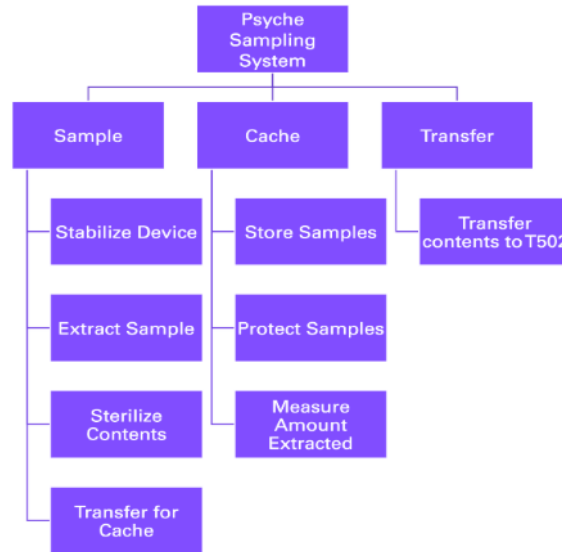 Psyche
Sampling
System
Sample
Cache
Transfer
Stabilize Device
Store Samples
Transfer
contents to T502
Extract Sample
Protect Samples
Sterilize
Contents
Measure
Amount
Extracted
Transfer for
Cache